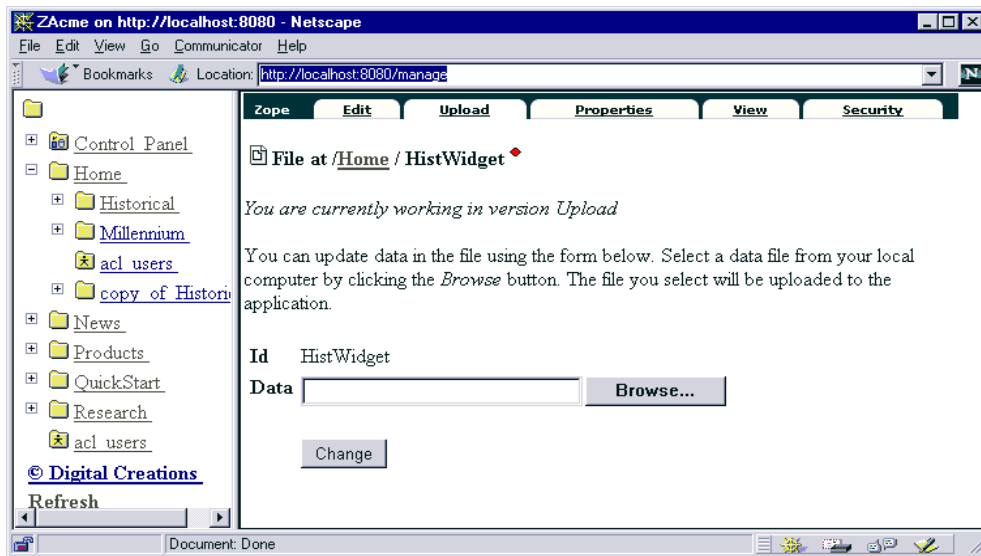 ZAcme on http://localhost:8080 - Netscape
File Edit View Go Communicator Help
Bookmarks Location: http://localhost:8080/manage
N
Control Panel
Home
Historical
Millennium
acl_users
copy_of_Histori
News
Products
QuickStart
Research
acl_users
© Digital Creations
Refresh
Zope Edit Upload Properties View Security
File at /Home / HistWidget
You are currently working in version Upload
You can update data in the file using the form below. Select a data file from your local
computer by clicking the Browse button. The file you select will be uploaded to the
application.
Id HistWidget
Data Browse...
Change
Document: Done